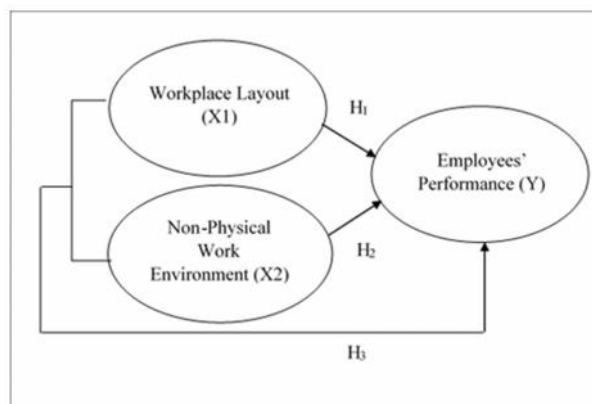 Workplace Layout
(X1)
H1
Employees’
Performance (Y)
Non-Physical
Work
Environment (X2)
H2
H3